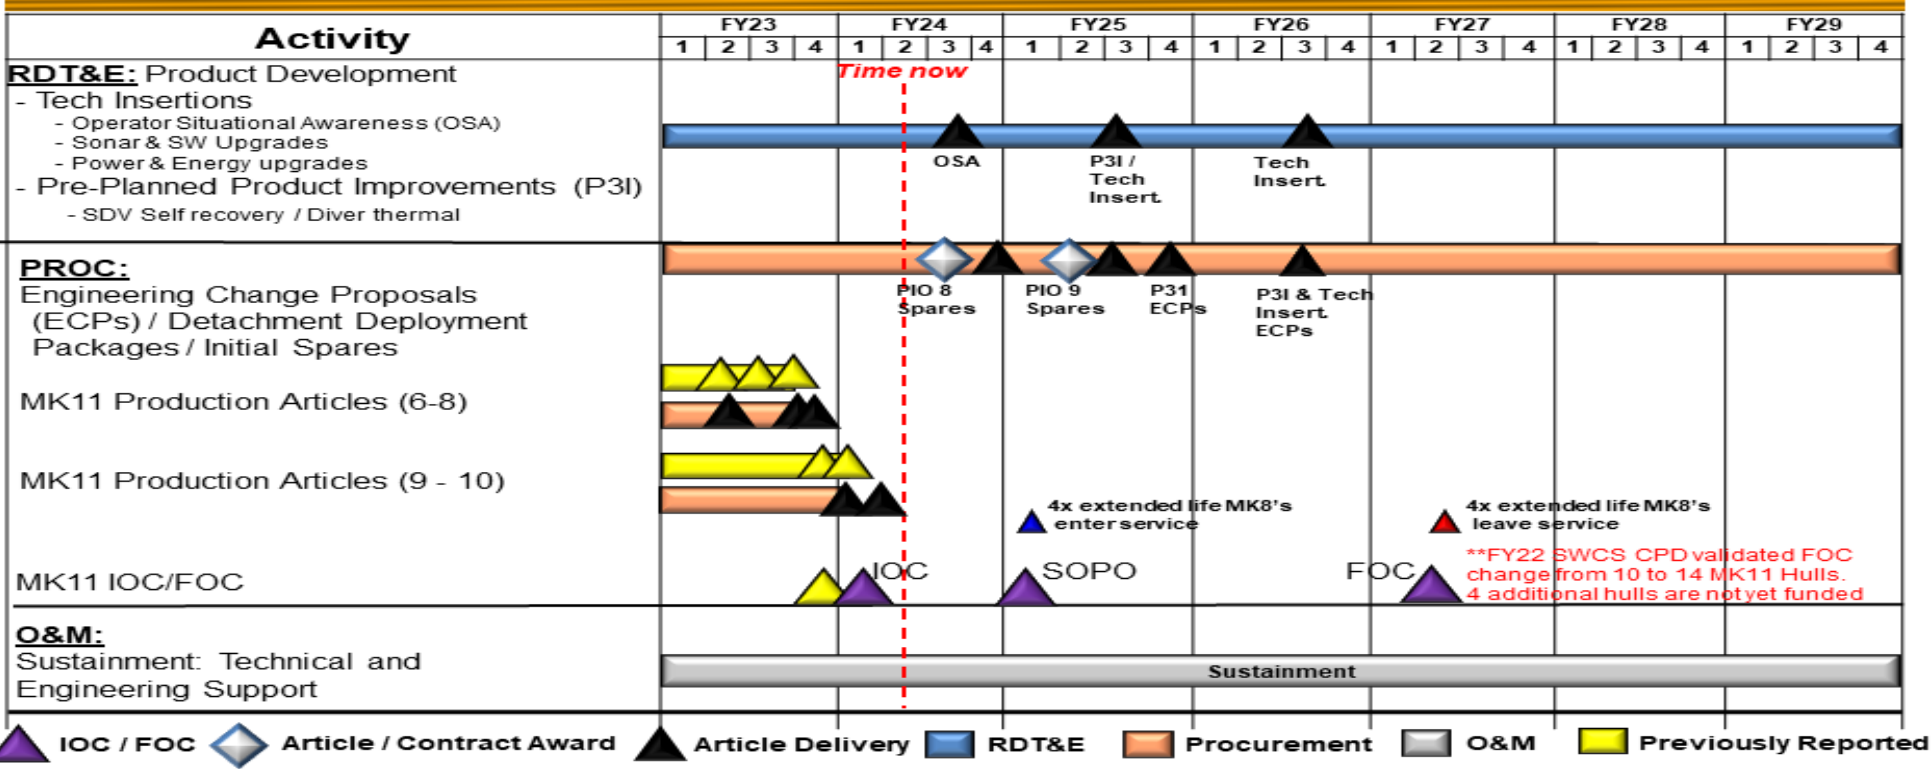 Activity
FY23 FY24 FY25 FY26 FY27 FY28 FY29
1 2 3 4 1 2 3 4 1 2 3 4 1 2 3 4 1 2 3 4 1 2 3 4 1 2 3 4
Time now
RDT&E: Product Development
- Tech Insertions
- Operator Situational Awareness (OSA)
- Sonar & SW Upgrades
- Power & Energy upgrades
- Pre-Planned Product Improvements (P3I)
- SDV Self recovery / Diver thermal
OSA
P3I /
Tech
Insert.
Tech
Insert.
PROC:
Engineering Change Proposals
(ECPs) / Detachment Deployment
Packages / Initial Spares
PIO 8
Spares
PIO 9
Spares
P31
ECPs
P3I & Tech
Insert.
ECPs
MK11 Production Articles (6-8)
MK11 Production Articles (9 - 10)
4x extended life MK8's
enter service
4x extended life MK8's
leave service
MK11 IOC/FOC
IOC
SOPO
FOC
**FY22 SWCS CPD validated FOC
change from 10 to 14 MK11 Hulls.
4 additional hulls are not yet funded
O&M:
Sustainment: Technical and
Engineering Support
Sustainment
IOC / FOC
Article / Contract Award
Article Delivery
RDT&E
Procurement
O&M
Previously Reported